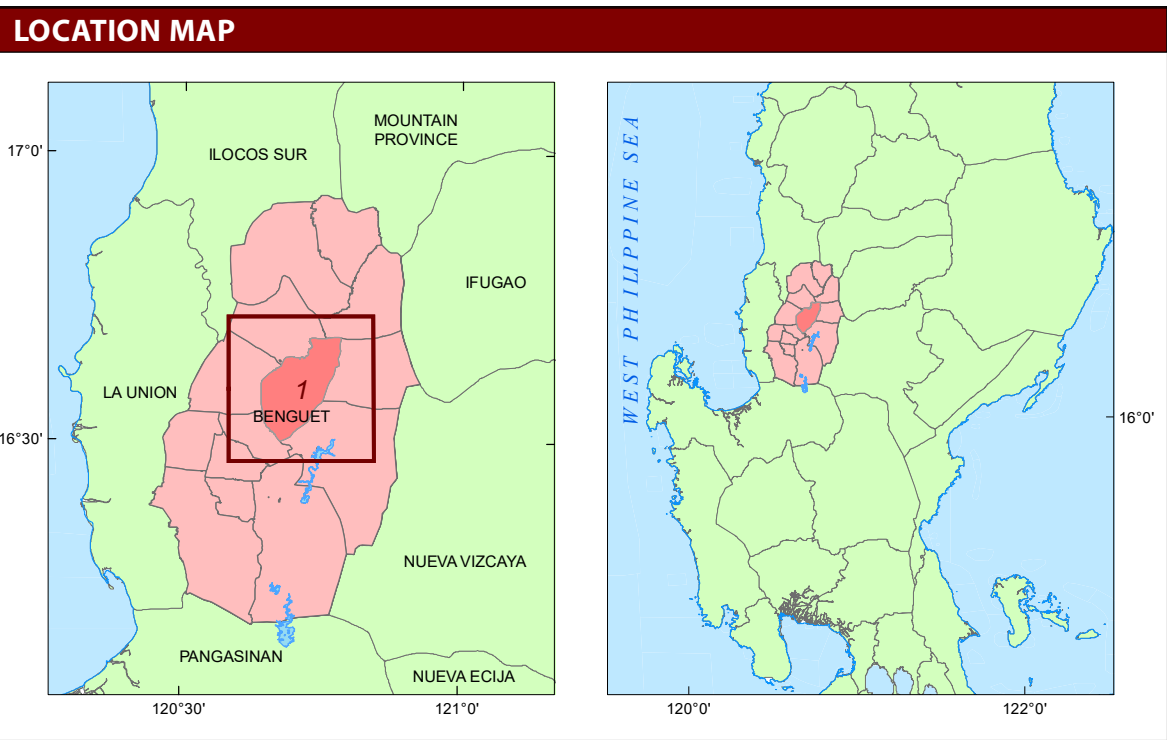 LOCATION MAP
MOUNTAIN
PROVINCE
ILOCOS SUR
17°0'
IFUGAO
LA UNION
1
BENGUET
16°30'
NUEVA VIZCAYA
PANGASINAN
NUEVA ECIJA
120°30'
121°0'
WEST PHILIPPINE SEA
16°0'
120°0'
122°0'